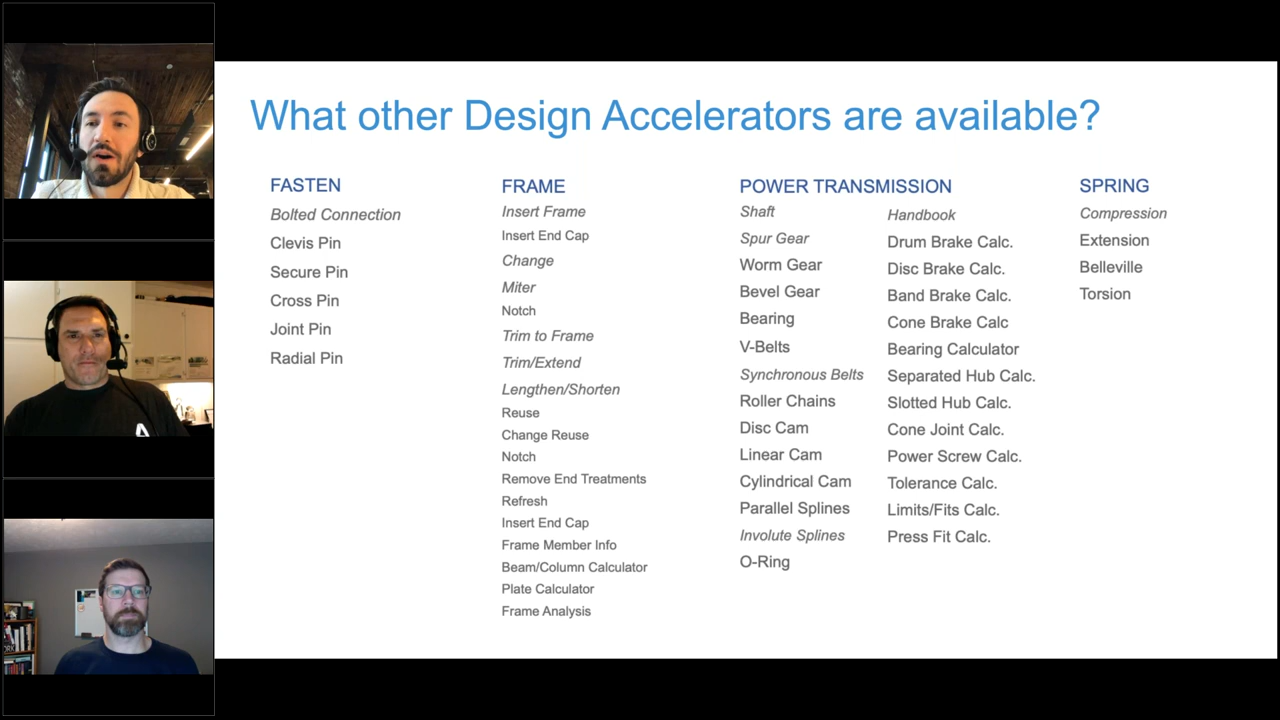 What other Design Accelerators are available?
FASTEN
Bolted Connection
Clevis Pin
Secure Pin
Cross Pin
Joint Pin
Radial Pin
FRAME
Insert Frame
Insert End Cap
Change
Miter
Notch
Trim to Frame
Trim/Extend
Lengthen/Shorten
Reuse
Change Reuse
Notch
Remove End Treatments
Refresh
Insert End Cap
Frame Member Info
Beam/Column Calculator
Plate Calculator
Frame Analysis
POWER TRANSMISSION
Shaft
Spur Gear
Worm Gear
Bevel Gear
Bearing
V-Belts
Synchronous Belts
Roller Chains
Disc Cam
Linear Cam
Cylindrical Cam
Parallel Splines
Involute Splines
O-Ring
Handbook
Drum Brake Calc.
Disc Brake Calc.
Band Brake Calc.
Cone Brake Calc
Bearing Calculator
Separated Hub Calc.
Slotted Hub Calc.
Cone Joint Calc.
Power Screw Calc.
Tolerance Calc.
Limits/Fits Calc.
Press Fit Calc.
SPRING
Compression
Extension
Belleville
Torsion